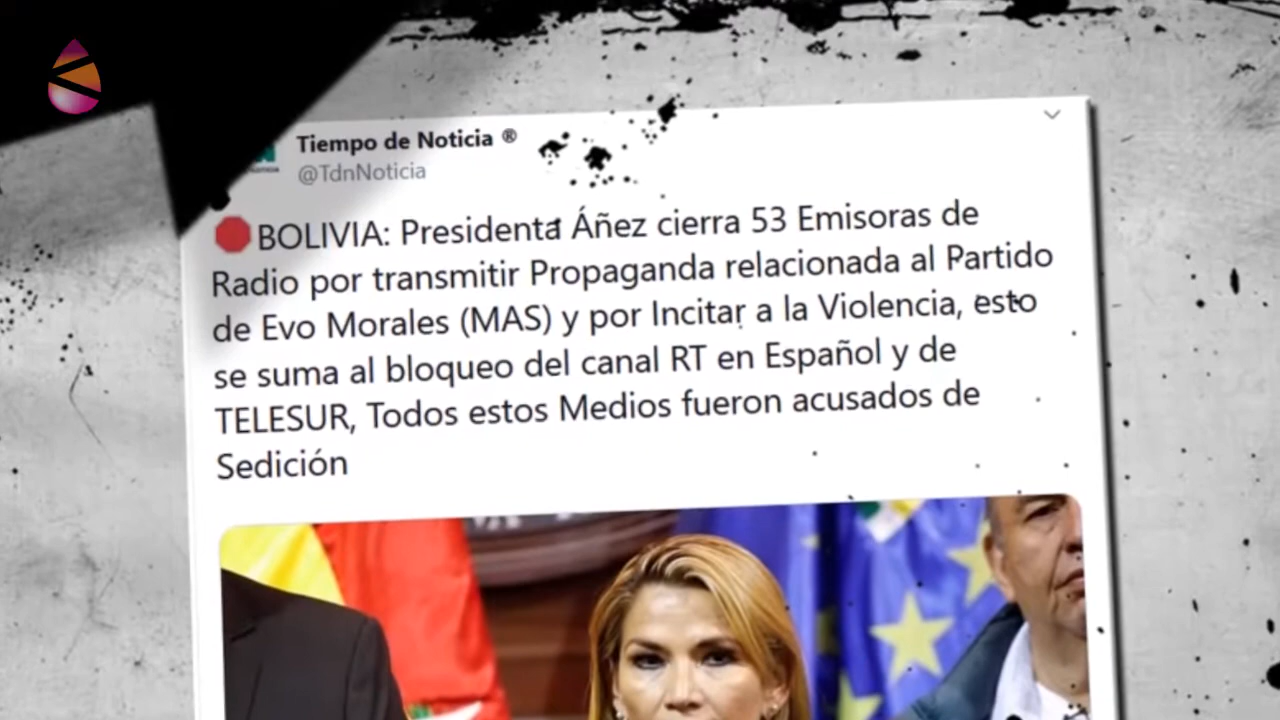 Tiempo de Noticia ®
@TdnNoticia
BOLIVIA: Presidenta Áñez cierra 53 Emisoras de
Radio por transmitir Propaganda relacionada al Partido
de Evo Morales (MAS) y por Incitar a la Violencia, esto
se suma al bloqueo del canal RT en Español y de
TELESUR, Todos estos Medios fueron acusados de
Sedición